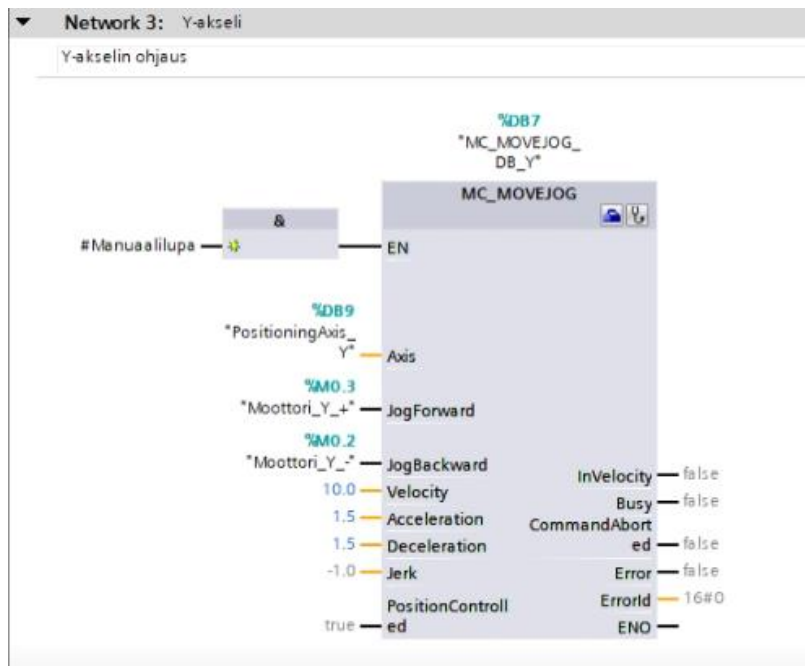 Network 3: Y-akseli
Y-akselin ohjaus
%DB7
"MC_MOVEJOG_
DB_Y"
MC_MOVEJOG
&
#Manuaalilupa
EN
%DB9
"PositioningAxis_
Y"
Axis
%M0.3
"Moottori_Y_+"
JogForward
%M0.2
"Moottori_Y_-"
JogBackward
InVelocity
false
10.0
Velocity
Busy
false
1.5
Acceleration
CommandAbort
ed
false
1.5
Deceleration
-1.0
Jerk
Error
false
PositionControll
ed
ErrorId
16#0
true
ENO